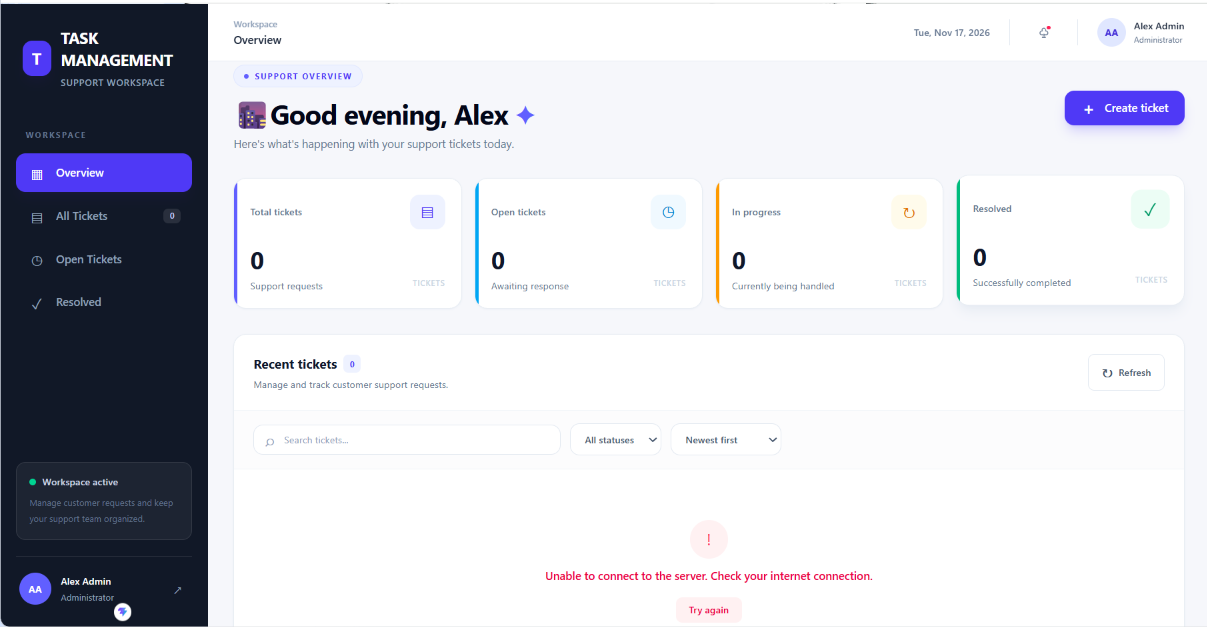 T
TASK
MANAGEMENT
SUPPORT WORKSPACE
WORKSPACE
Overview
All Tickets 0
Open Tickets
Resolved
Workspace active
Manage customer requests and keep
your support team organized.
AA
Alex Admin
Administrator
Workspace
Overview
Tue, Nov 17, 2026
AA
Alex Admin
Administrator
SUPPORT OVERVIEW
Good evening, Alex
Here's what's happening with your support tickets today.
+ Create ticket
Total tickets
0
Support requests
TICKETS
Open tickets
0
Awaiting response
TICKETS
In progress
0
Currently being handled
TICKETS
Resolved
0
Successfully completed
TICKETS
Recent tickets 0
Manage and track customer support requests.
Refresh
Search tickets...
All statuses
Newest first
!
Unable to connect to the server. Check your internet connection.
Try again